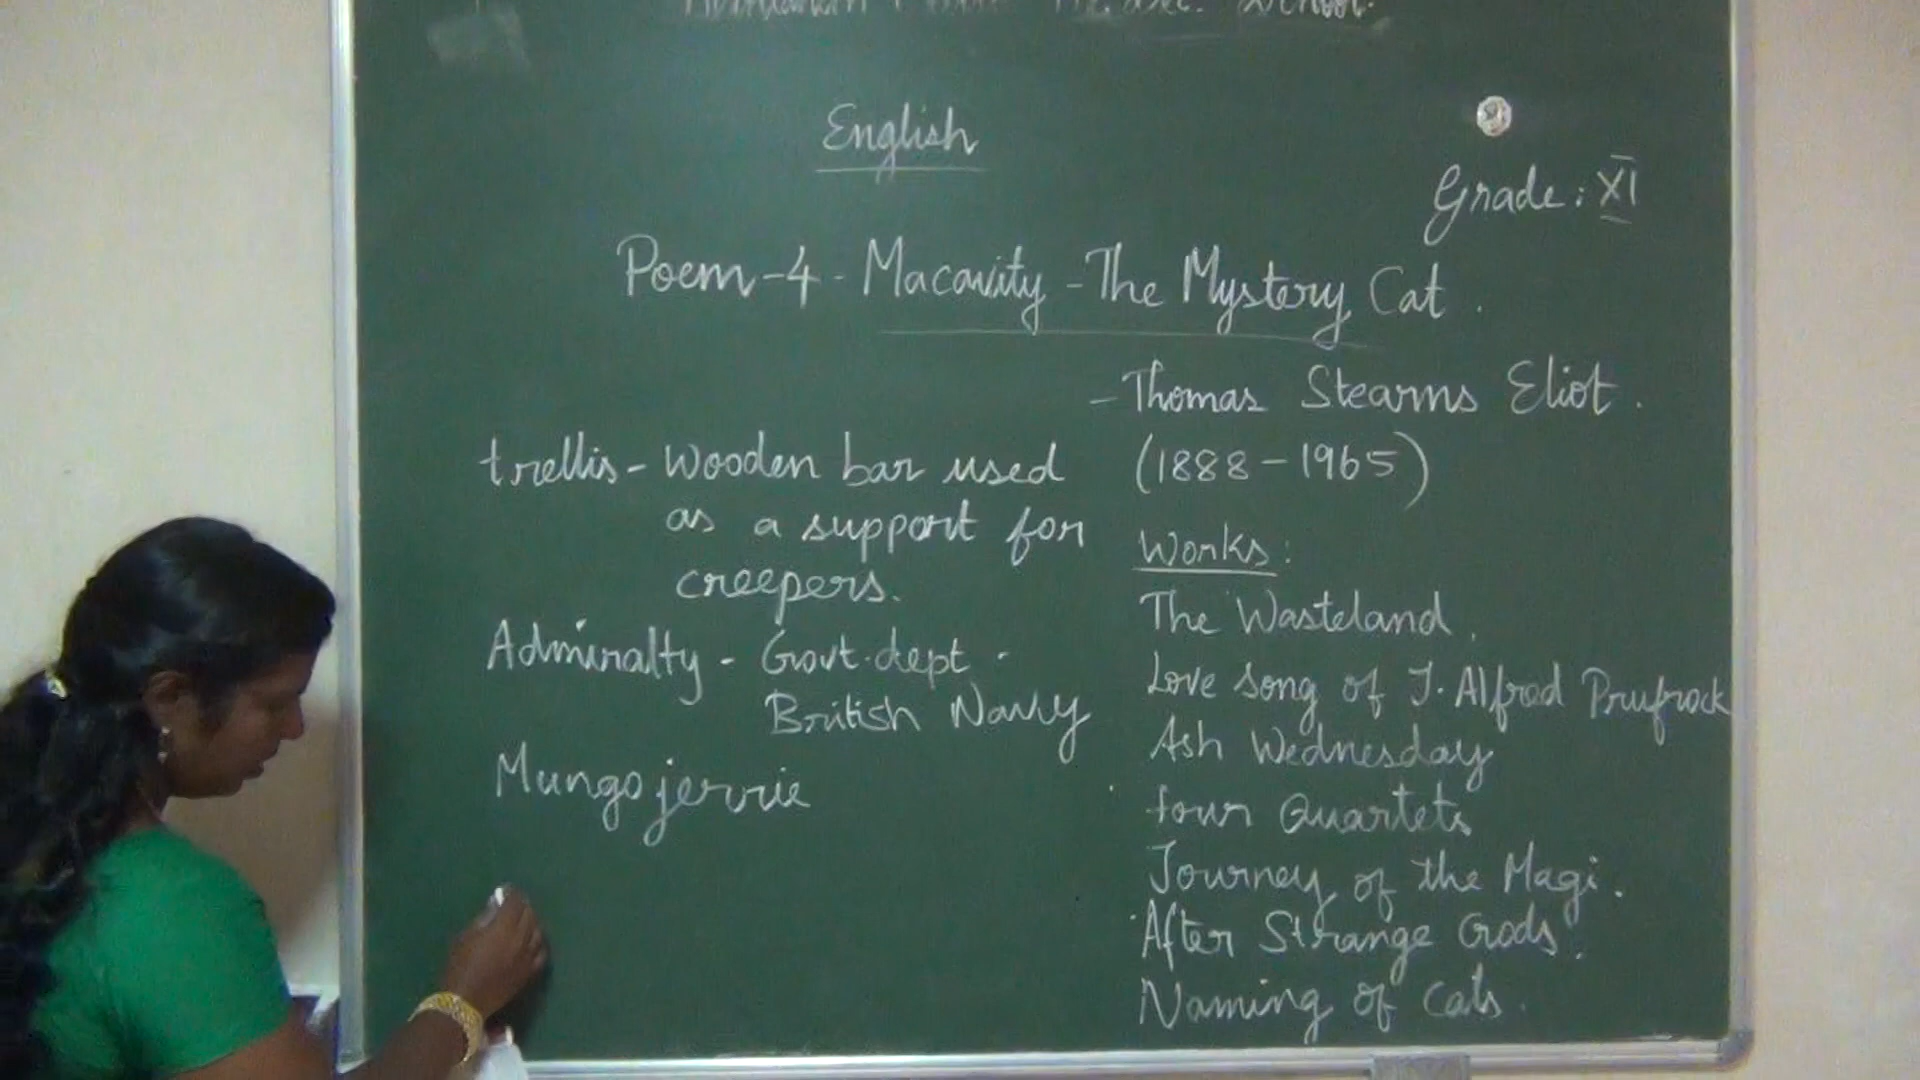 School.
English
Grade: XI
Poem-4- Macavity -The Mystery Cat.
- Thomas Stearns Eliot.
(1888-1965)
trellis - Wooden bar used
as a support for
creepers.
Admiralty - Govt. dept.
British Navy
Mungojerrie
Works:
The Wasteland.
Love song of J. Alfred Prufrock
Ash Wednesday
four Quartets
Journey of the Magi.
After Strange Gods.
Naming of Cats.